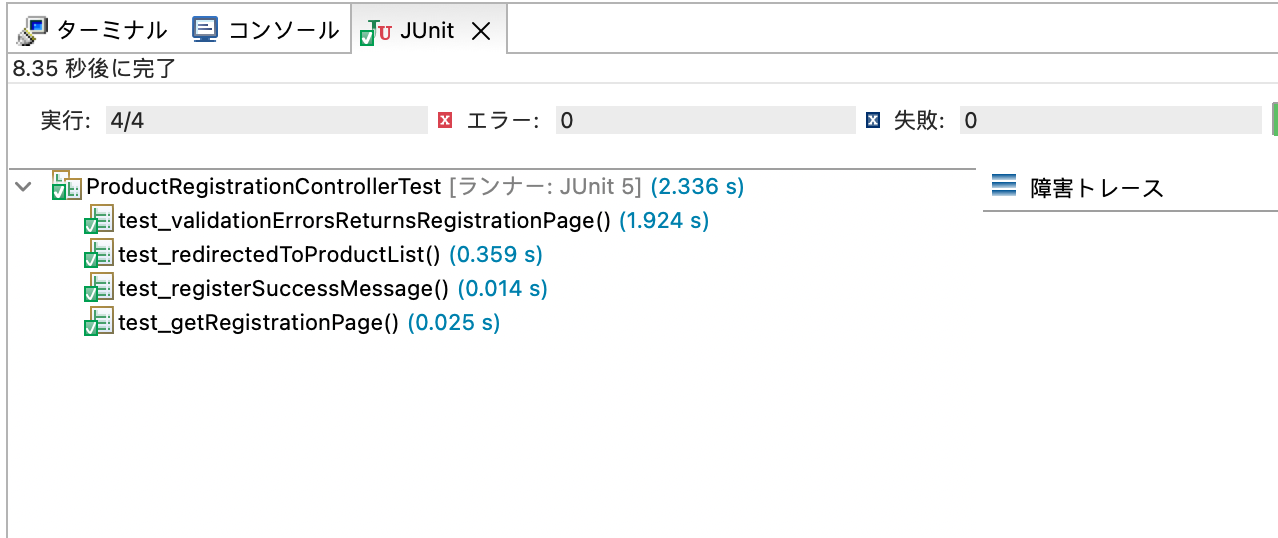 ターミナル コンソール JUnit
8.35 秒後に完了
実行: 4/4 エラー: 0 失敗: 0
ProductRegistrationControllerTest [ランナー: JUnit 5] (2.336 s) 障害トレース
test_validationErrorsReturnsRegistrationPage() (1.924 s)
test_redirectedToProductList() (0.359 s)
test_registerSuccessMessage() (0.014 s)
test_getRegistrationPage() (0.025 s)